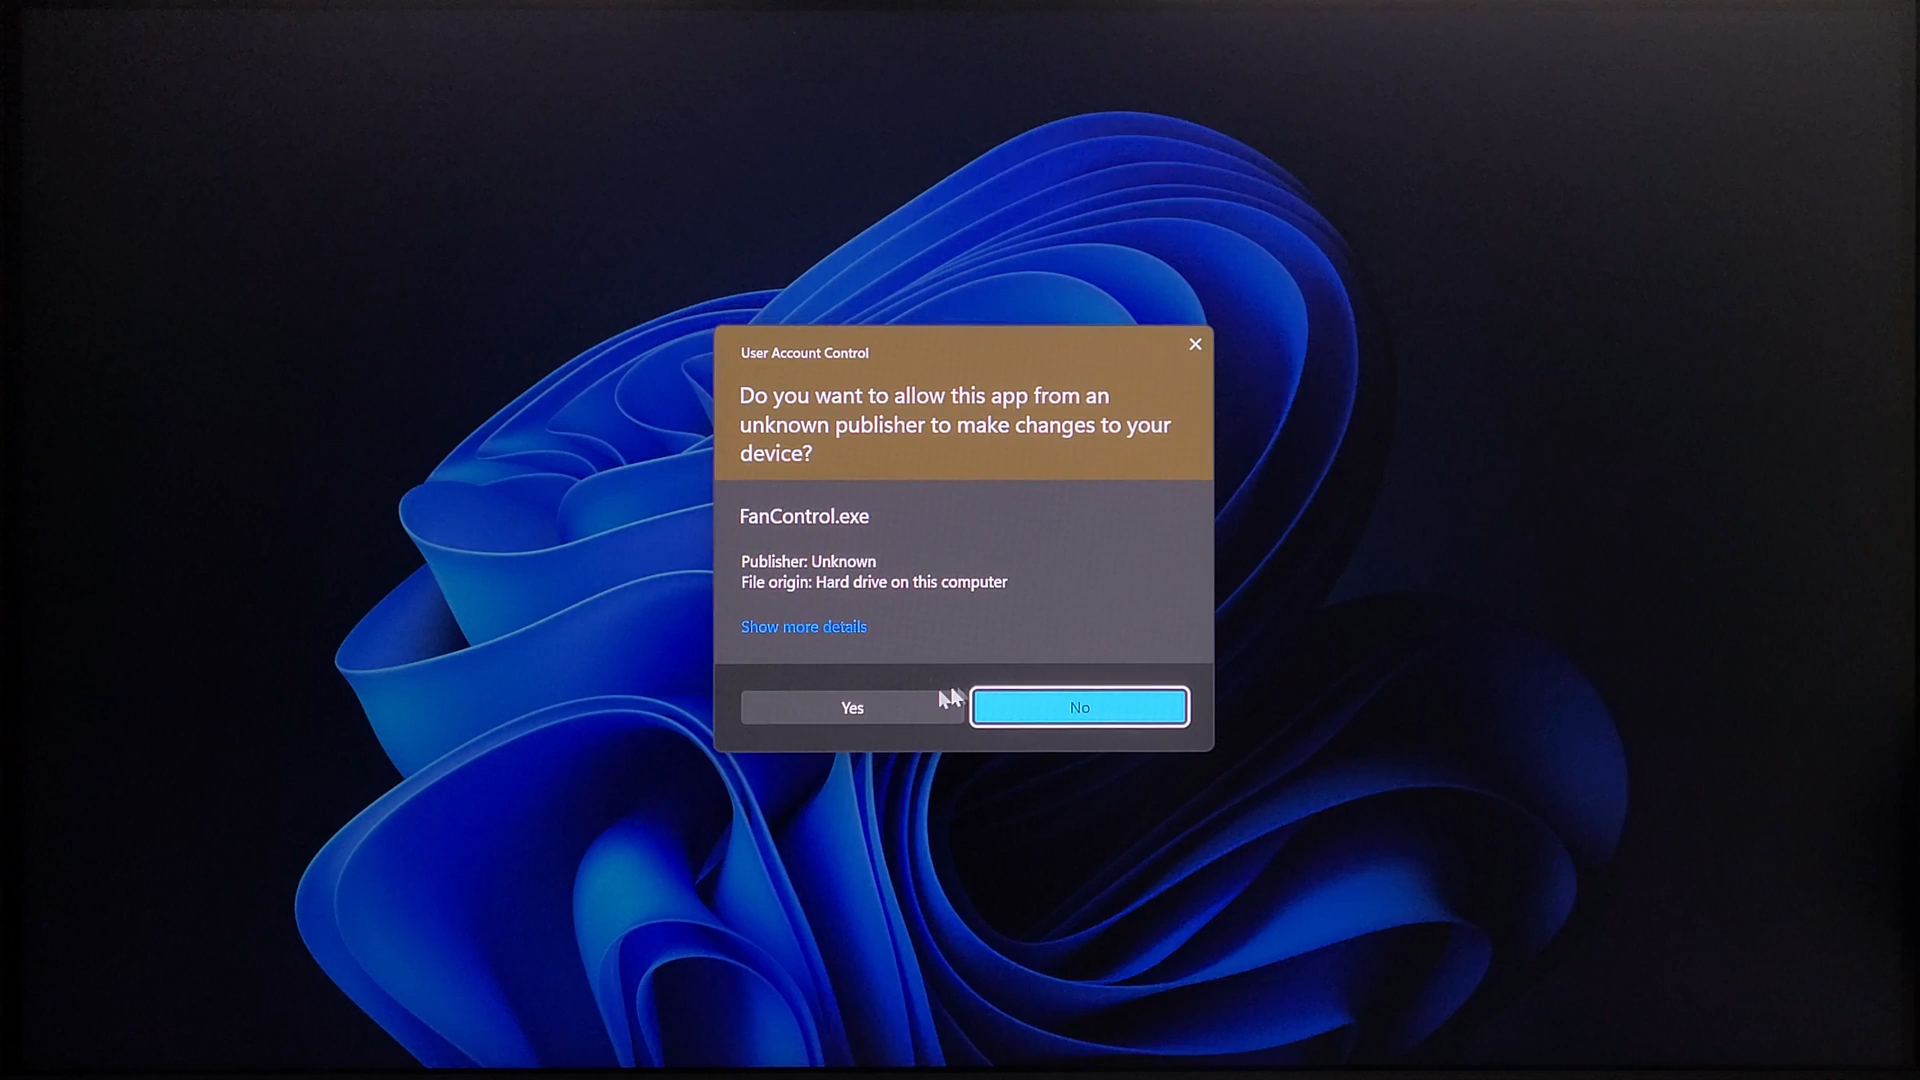 User Account Control
Do you want to allow this app from an
unknown publisher to make changes to your
device?
FanControl.exe
Publisher: Unknown
File origin: Hard drive on this computer
Show more details
Yes
No